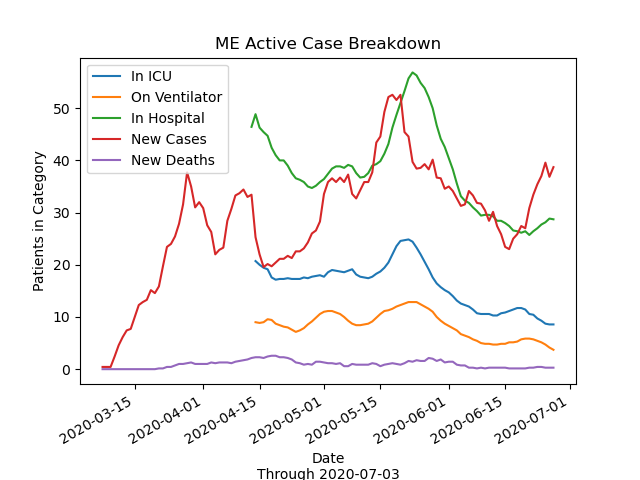 ME Active Case Breakdown
In ICU
On Ventilator
In Hospital
New Cases
New Deaths
Patients in Category
50
40
30
20
10
0
2020-03-15
2020-04-01
2020-04-15
2020-05-01
2020-05-15
2020-06-01
2020-06-15
2020-07-01
Date
Through 2020-07-03